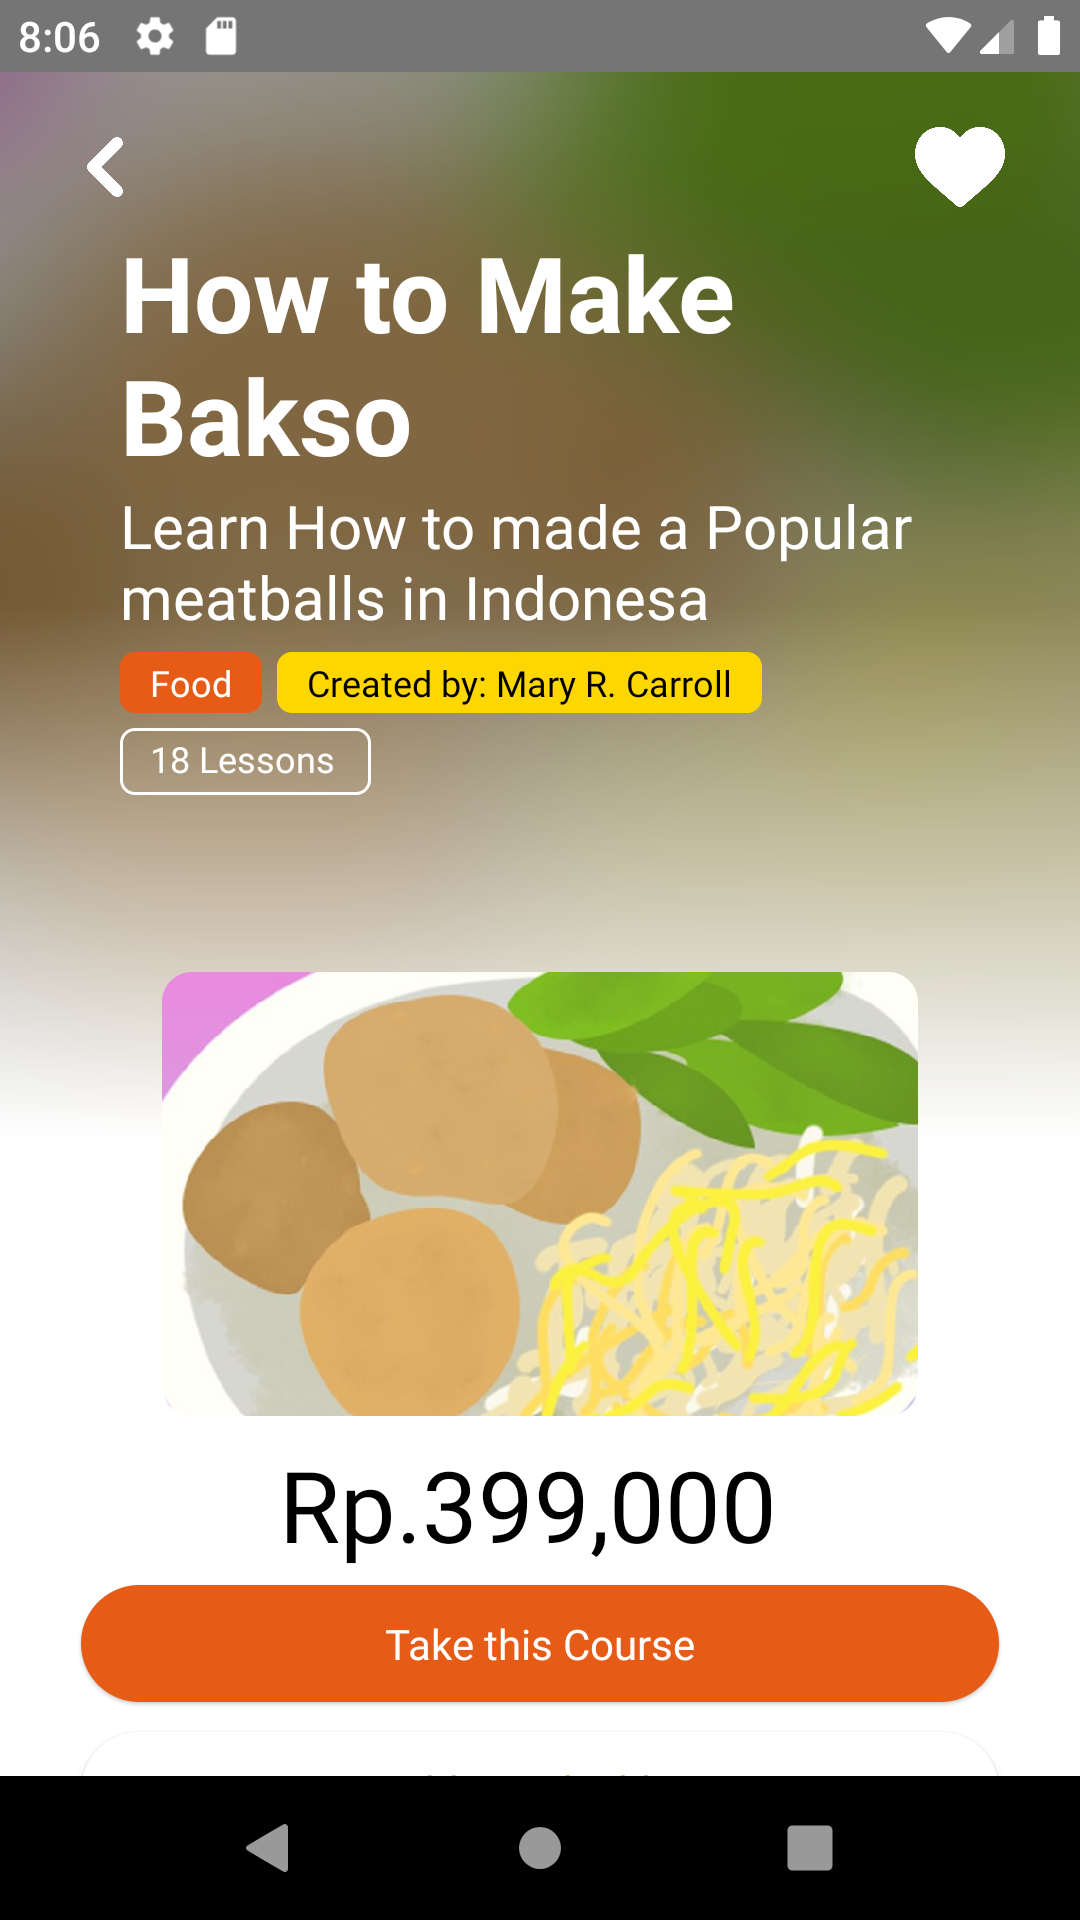 8:06
How to Make
Bakso
Learn How to made a Popular
meatballs in Indonesa
Food
Created by: Mary R. Carroll
18 Lessons
Rp.399,000
Take this Course